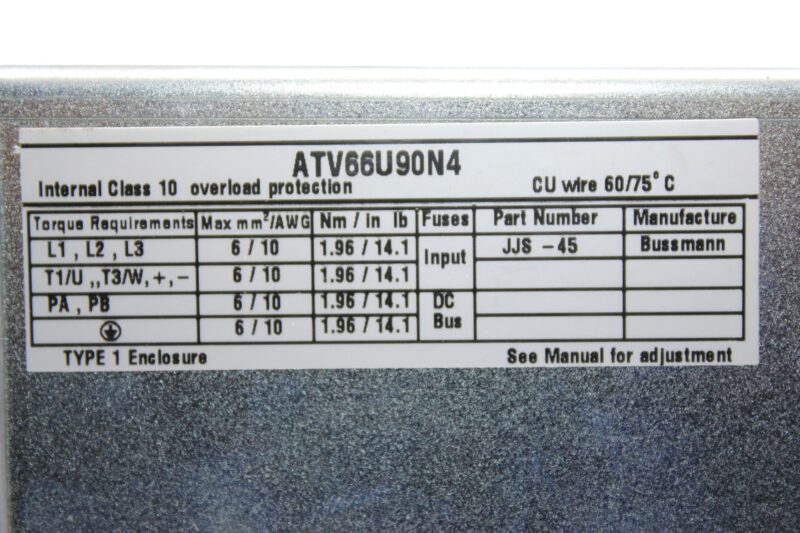 ATV66U90N4
Internal Class 10 overload protection CU wire 60/75°C
Torque Requirements Max mm²/AWG Nm / in lb Fuses Part Number Manufacture
L1 , L2 , L3 6 / 10 1.96 / 14.1 Input JJS -45 Bussmann
T1/U ,,T3/W,+,- 6 / 10 1.96 / 14.1
PA , PB 6 / 10 1.96 / 14.1 DC Bus
6 / 10 1.96 / 14.1
TYPE 1 Enclosure See Manual for adjustment